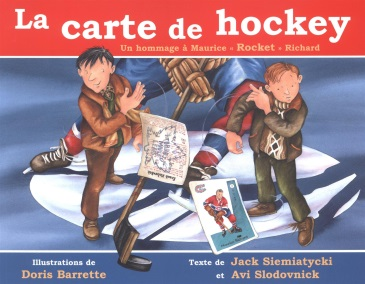 La carte de hockey
Un hommage à Maurice « Rocket » Richard
Illustrations de
Doris Barrette
Texte de Jack Siemiatycki
et Avi Slodovnick